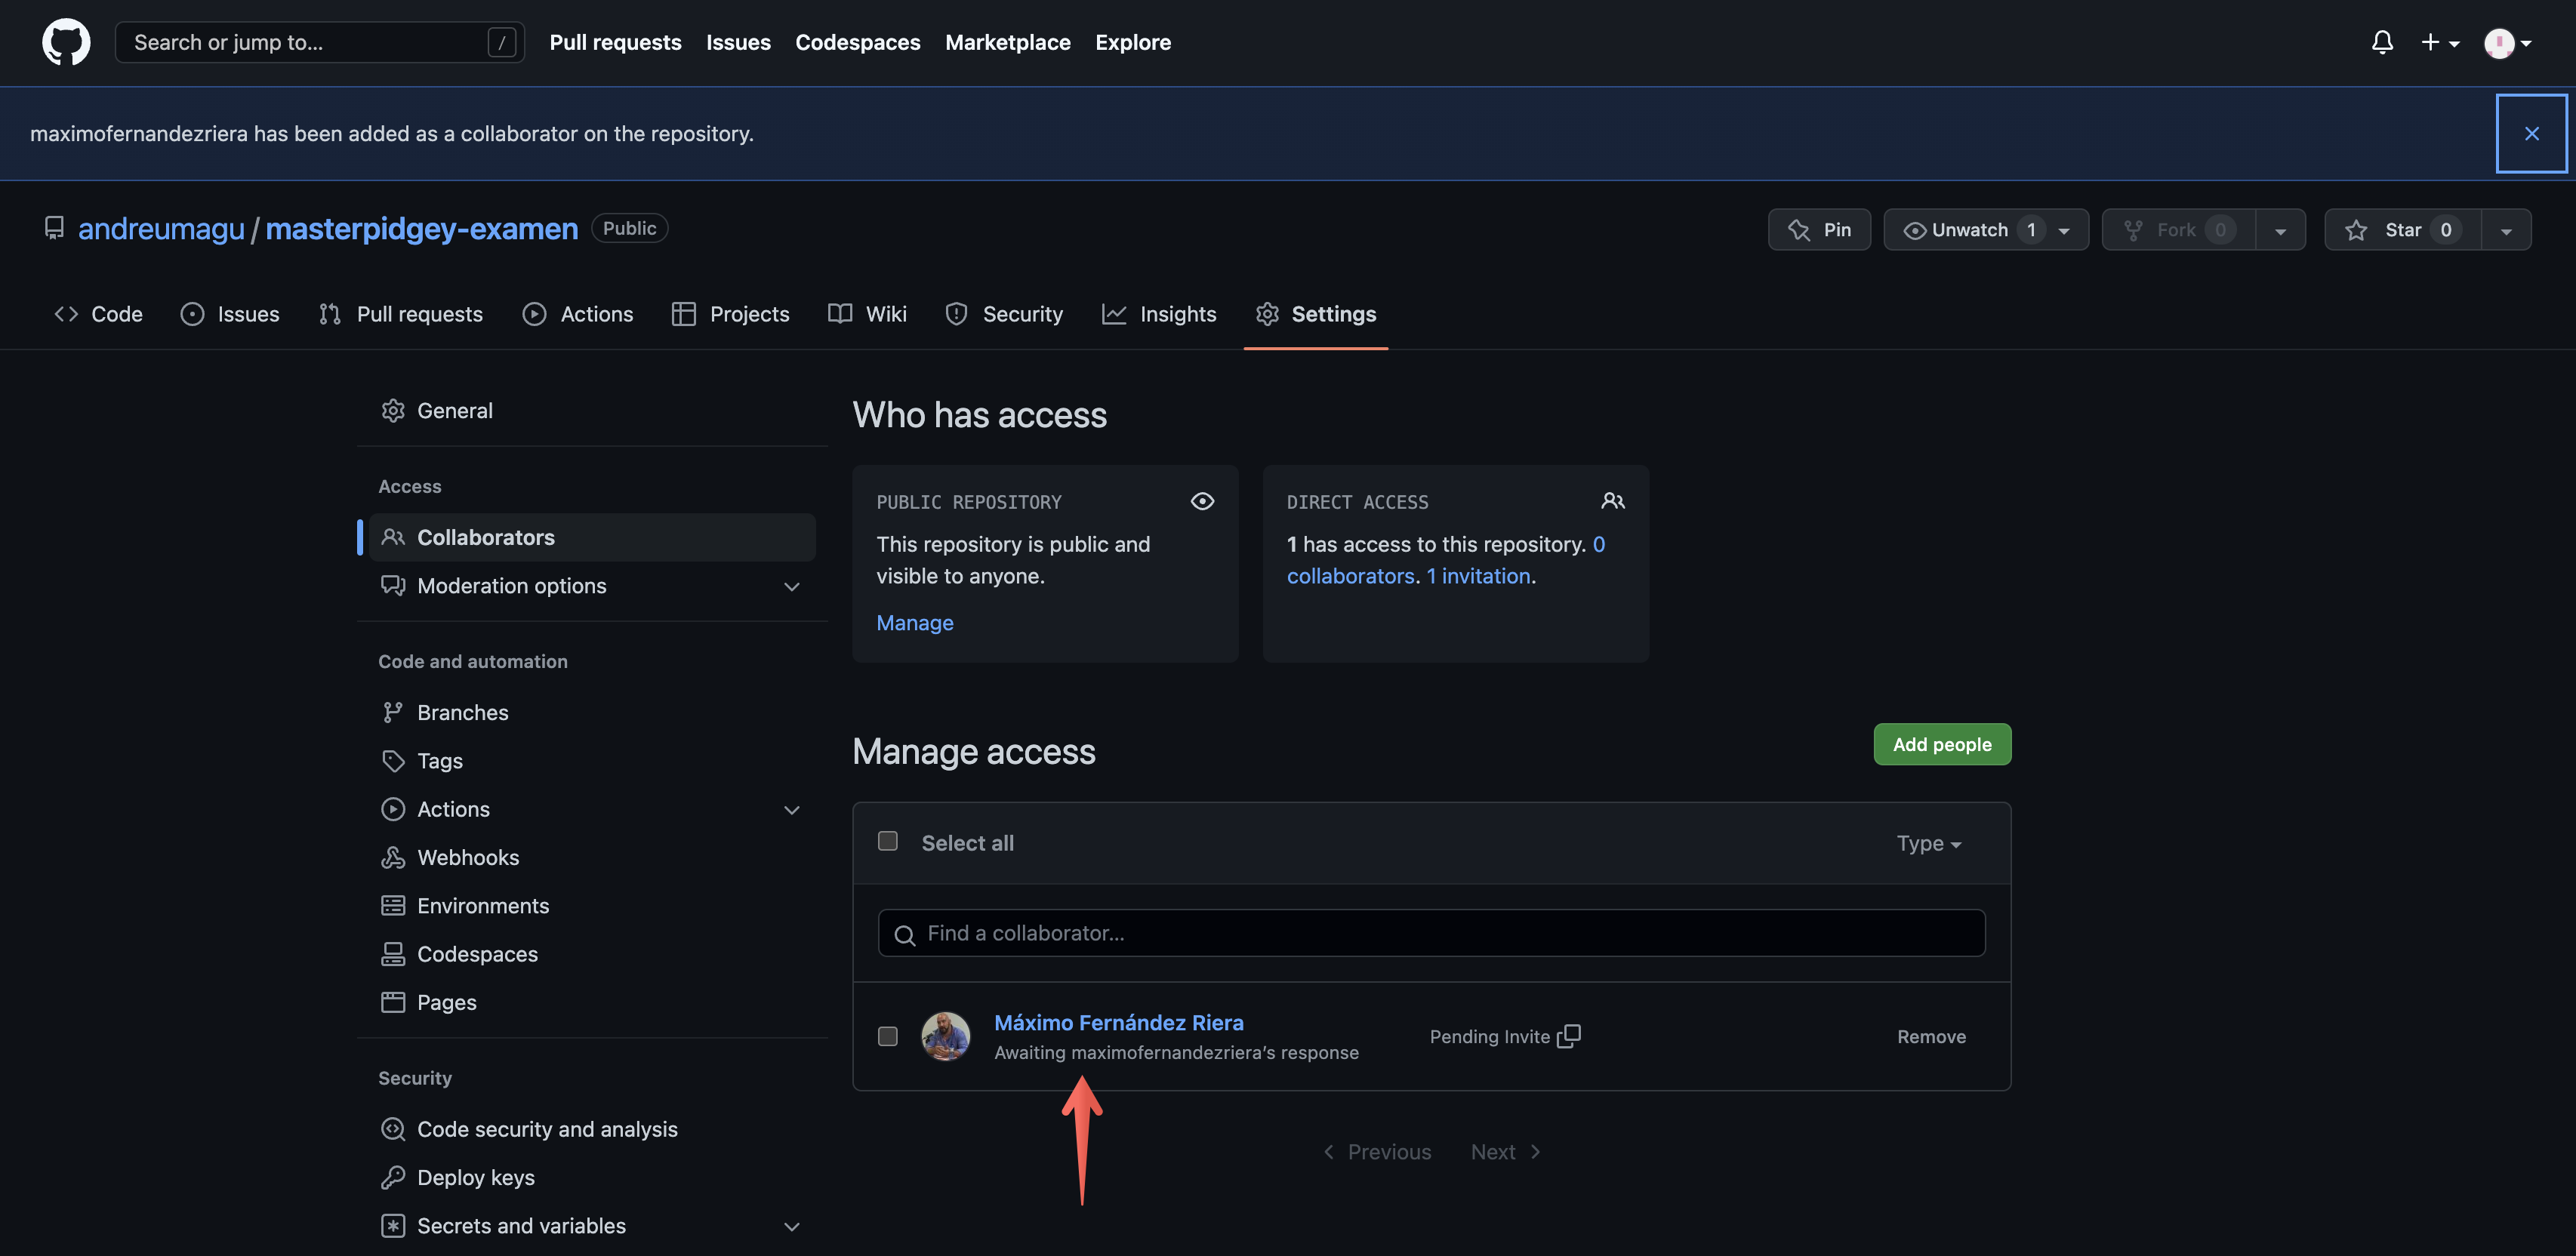 Search or jump to... /
Pull requests Issues Codespaces Marketplace Explore
maximofernandezriera has been added as a collaborator on the repository.
andreumagu / masterpidgey-examen Public
Pin Unwatch 1 Fork 0 Star 0
Code Issues Pull requests Actions Projects Wiki Security Insights Settings
General
Access
Collaborators
Moderation options
Code and automation
Branches
Tags
Actions
Webhooks
Environments
Codespaces
Pages
Security
Code security and analysis
Deploy keys
Secrets and variables
Who has access
PUBLIC REPOSITORY
This repository is public and
visible to anyone.
Manage
DIRECT ACCESS
1 has access to this repository. 0
collaborators. 1 invitation.
Manage access
Add people
Select all
Type
Find a collaborator...
Máximo Fernández Riera
Awaiting maximofernandezriera’s response
Pending Invite
Remove
Previous Next